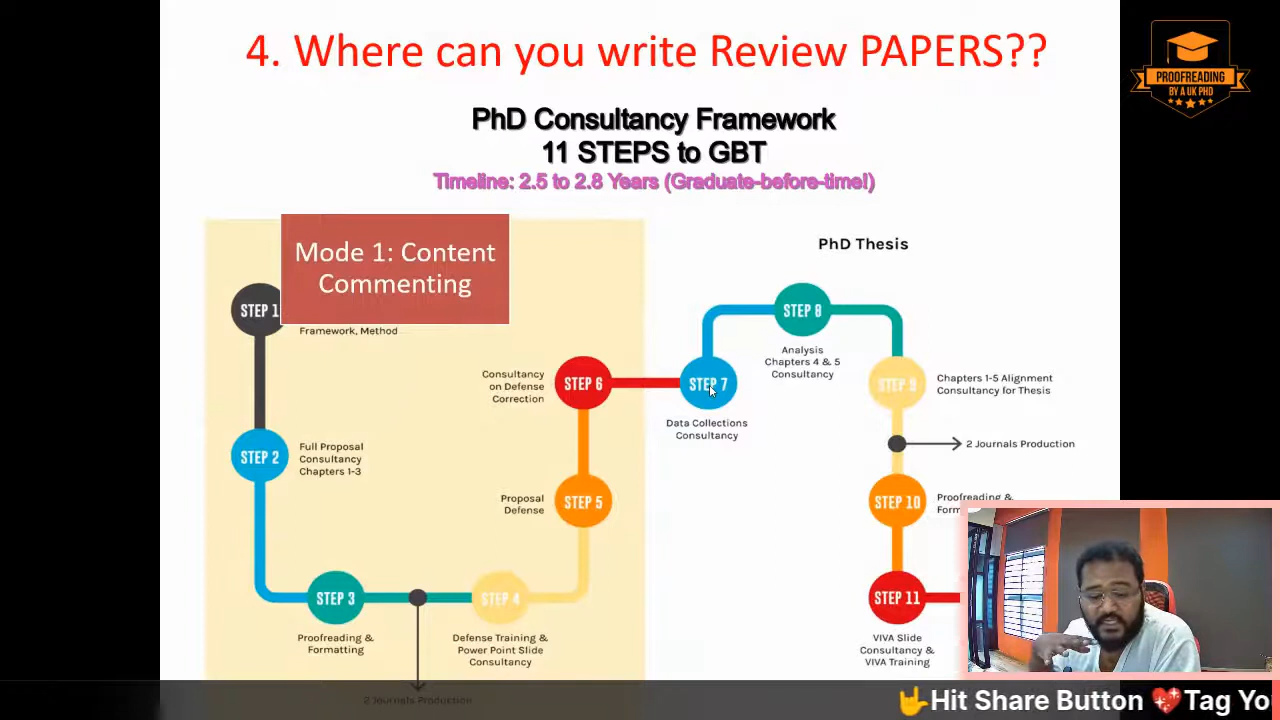 4. Where can you write Review PAPERS??
PROOFREADING
BY A UK PHD
PhD Consultancy Framework
11 STEPS to GBT
Timeline: 2.5 to 2.8 Years (Graduate-before-time!)
Mode 1: Content
Commenting
PhD Thesis
STEP 1
Framework, Method
STEP 8
Analysis
Chapters 4 & 5
Consultancy
Consultancy
on Defense
Correction
STEP 6
STEP 7
Data Collections
Consultancy
STEP 9
Chapters 1-5 Alignment
Consultancy for Thesis
STEP 2
Full Proposal
Consultancy
Chapters 1-3
2 Journals Production
Proposal
Defense
STEP 5
STEP 10
Proofreading &
STEP 3
Proofreading &
Formatting
STEP 4
Defense Training &
Power Point Slide
Consultancy
STEP 11
VIVA Slide
Consultancy &
VIVA Training
2 Journals Production
🤟Hit Share Button 💖Tag Yo